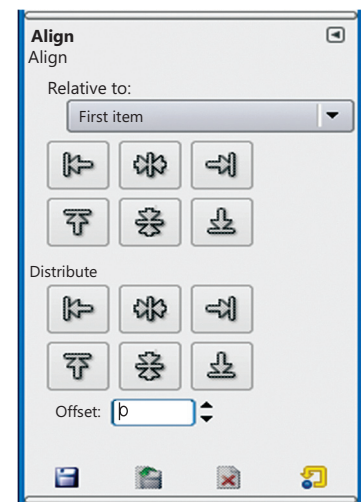 Align
Align
Relative to:
First item
Distribute
Offset: 0